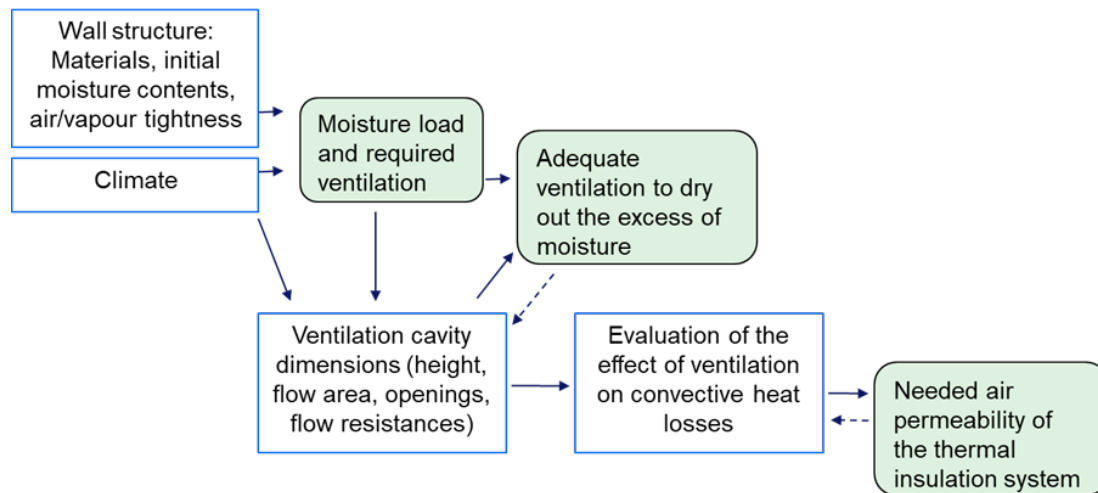 Wall structure:
Materials, initial
moisture contents,
air/vapour tightness
Climate
Moisture load
and required
ventilation
Adequate
ventilation to dry
out the excess of
moisture
Ventilation cavity
dimensions (height,
flow area, openings,
flow resistances)
Evaluation of the
effect of ventilation
on convective heat
losses
Needed air
permeability of
the thermal
insulation system